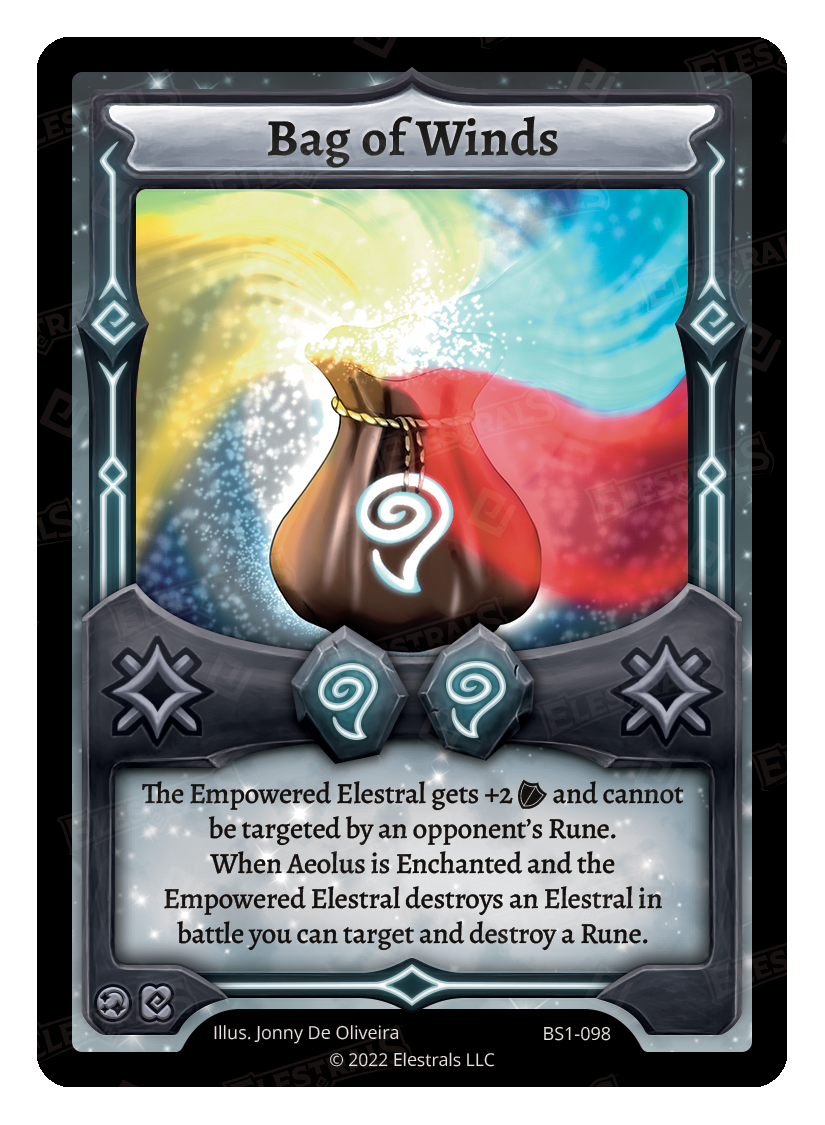 Bag of Winds
The Empowered Elestral gets +2 and cannot
be targeted by an opponent's Rune.
When Aeolus is Enchanted and the
Empowered Elestral destroys an Elestral in
battle you can target and destroy a Rune.
Illus. Jonny De Oliveira
BS1-098
© 2022 Elestrals LLC
ELESTRALS